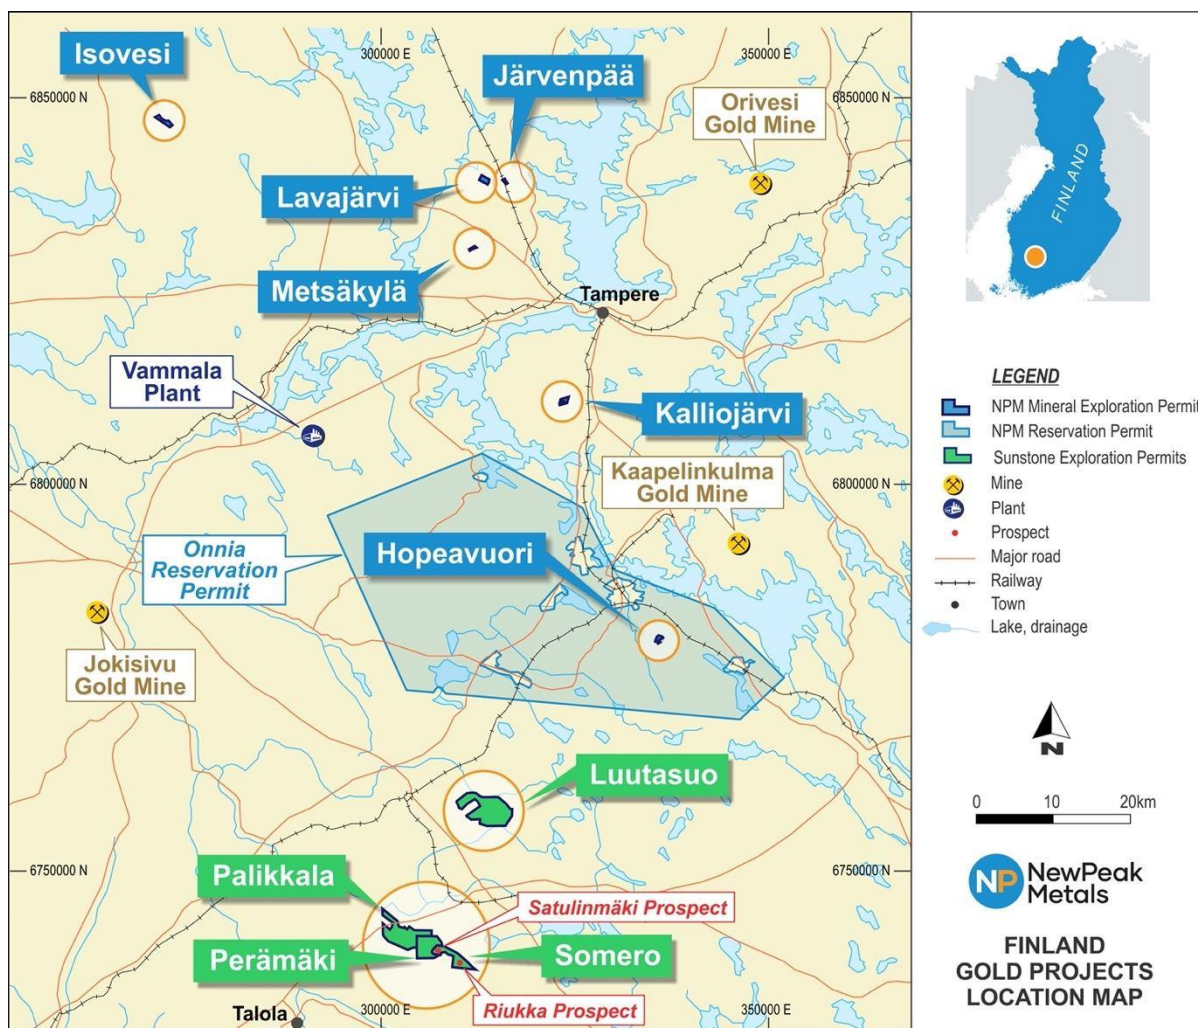 300000 E
350000 E
Isovesi
Järvenpää
6850000 N
6850000 N
Orivesi
Gold Mine
Lavajärvi
Metsäkylä
Tampere
Vammala
Plant
Kalliojärvi
Kaapelinkulma
Gold Mine
6800000 N
6800000 N
Onnia
Reservation
Permit
Hopeavuori
Jokisivu
Gold Mine
Luutasuo
6750000 N
6750000 N
Palikkala
Satulinmäki Prospect
Perämäki
Somero
Riukka Prospect
Talola
300000 E
350000 E
FINLAND
LEGEND
NPM Mineral Exploration Permit
NPM Reservation Permit
Sunstone Exploration Permits
Mine
Plant
Prospect
Major road
Railway
Town
Lake, drainage
N
0 10 20km
NP NewPeak
Metals
FINLAND
GOLD PROJECTS
LOCATION MAP